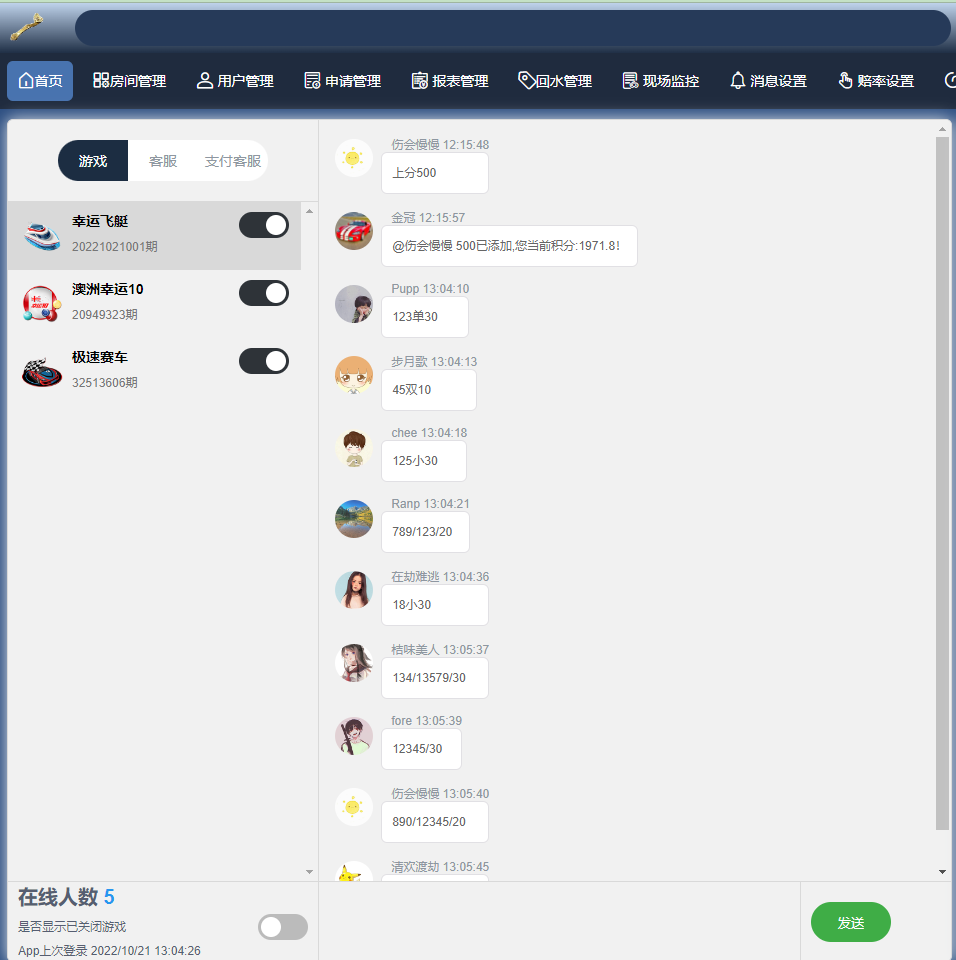 首页 房间管理 用户管理 申请管理 报表管理 回水管理 现场监控 消息设置 赔率设置
游戏 客服 支付客服
幸运飞艇
20221021001期
澳洲幸运10
20949323期
极速赛车
32513606期
伤会慢慢 12:15:48
上分500
金冠 12:15:57
@伤会慢慢 500已添加,您当前积分:1971.8!
Pupp 13:04:10
123单30
步月歌 13:04:13
45双10
chee 13:04:18
125小30
Ranp 13:04:21
789/123/20
在劫难逃 13:04:36
18小30
桔味美人 13:05:37
134/13579/30
fore 13:05:39
12345/30
伤会慢慢 13:05:40
890/12345/20
清欢渡劫 13:05:45
在线人数 5
是否显示已关闭游戏
App上次登录 2022/10/21 13:04:26
发送